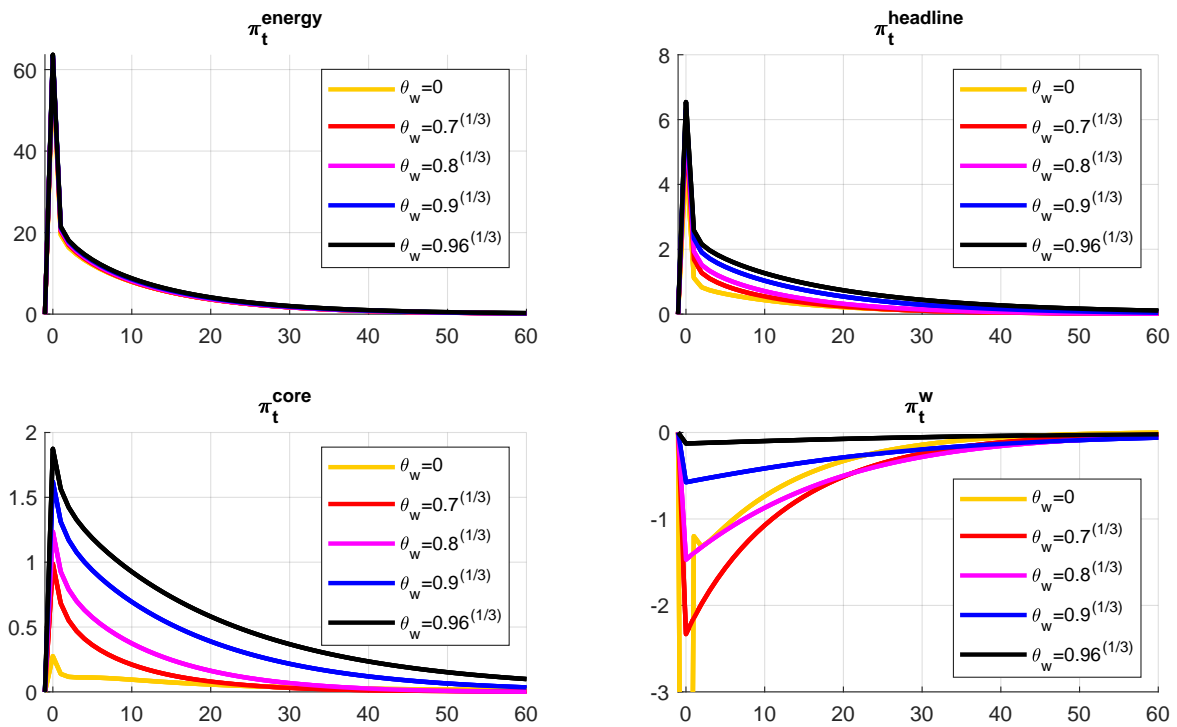 π_t^energy
60
40
20
0
0 10 20 30 40 50 60
θ_w=0
θ_w=0.7^(1/3)
θ_w=0.8^(1/3)
θ_w=0.9^(1/3)
θ_w=0.96^(1/3)
π_t^headline
8
6
4
2
0
0 10 20 30 40 50 60
θ_w=0
θ_w=0.7^(1/3)
θ_w=0.8^(1/3)
θ_w=0.9^(1/3)
θ_w=0.96^(1/3)
π_t^core
2
1.5
1
0.5
0
0 10 20 30 40 50 60
θ_w=0
θ_w=0.7^(1/3)
θ_w=0.8^(1/3)
θ_w=0.9^(1/3)
θ_w=0.96^(1/3)
π_t^w
0
-1
-2
-3
0 10 20 30 40 50 60
θ_w=0
θ_w=0.7^(1/3)
θ_w=0.8^(1/3)
θ_w=0.9^(1/3)
θ_w=0.96^(1/3)